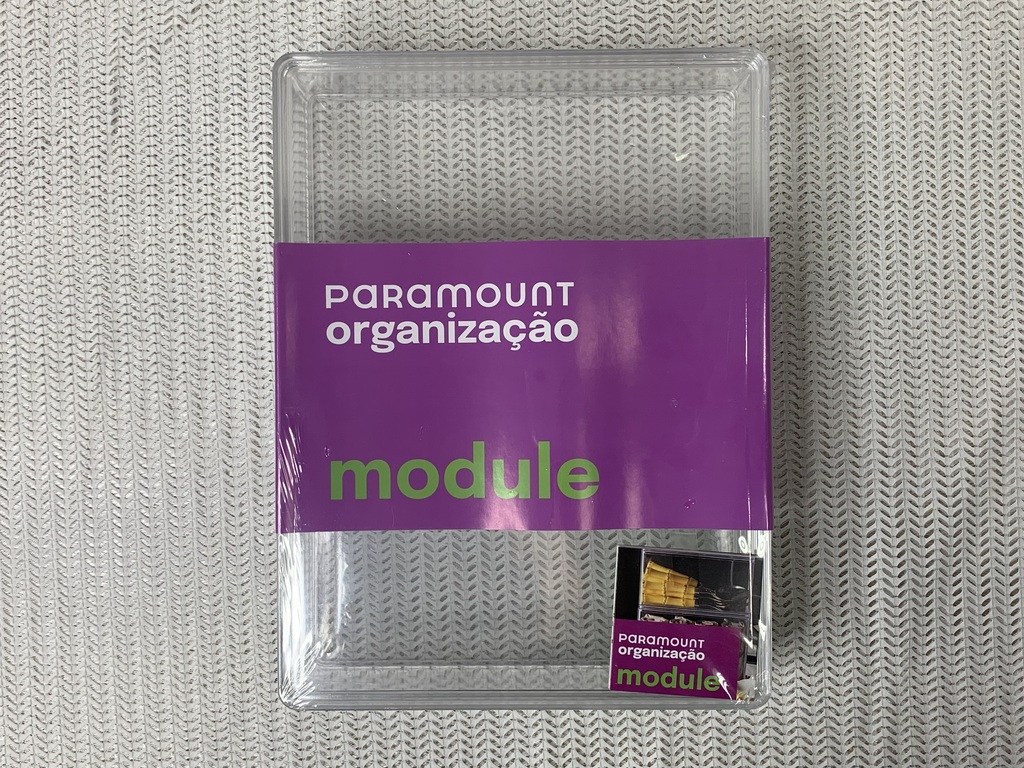 PARAMOUNT
organização
module
PARAMOUNT
organização
module